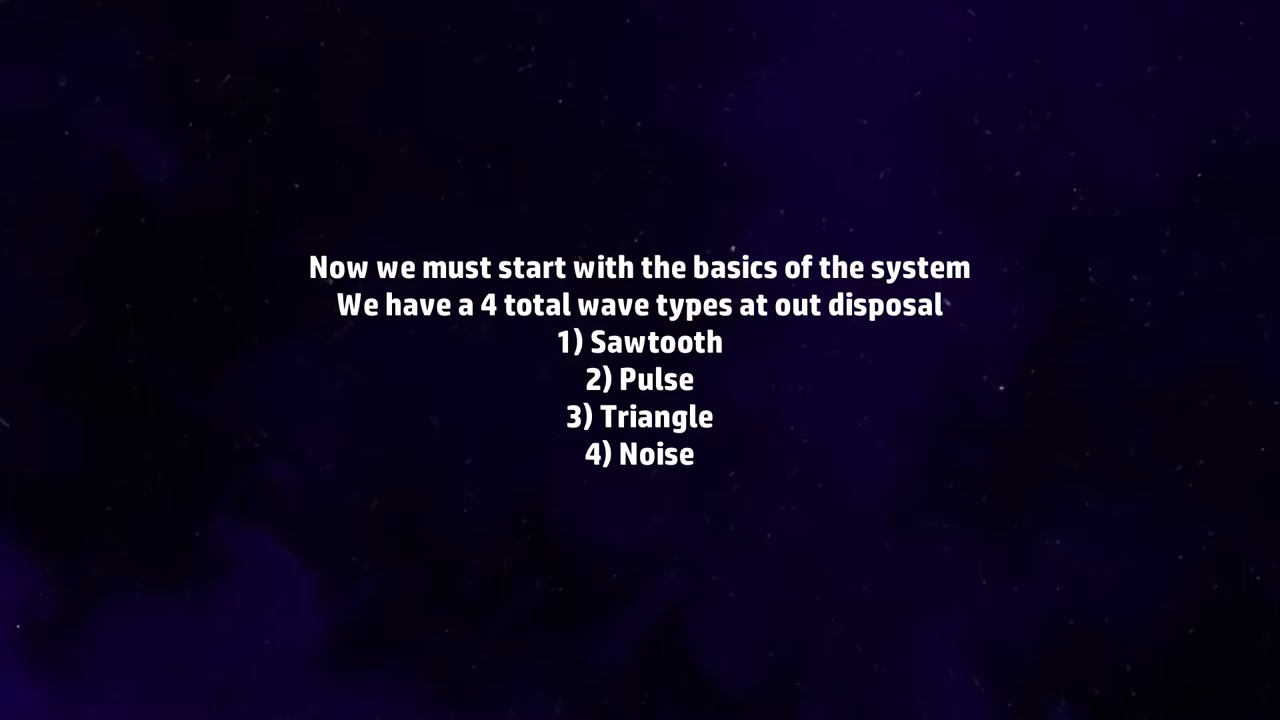 Now we must start with the basics of the system
We have a 4 total wave types at out disposal
1) Sawtooth
2) Pulse
3) Triangle
4) Noise